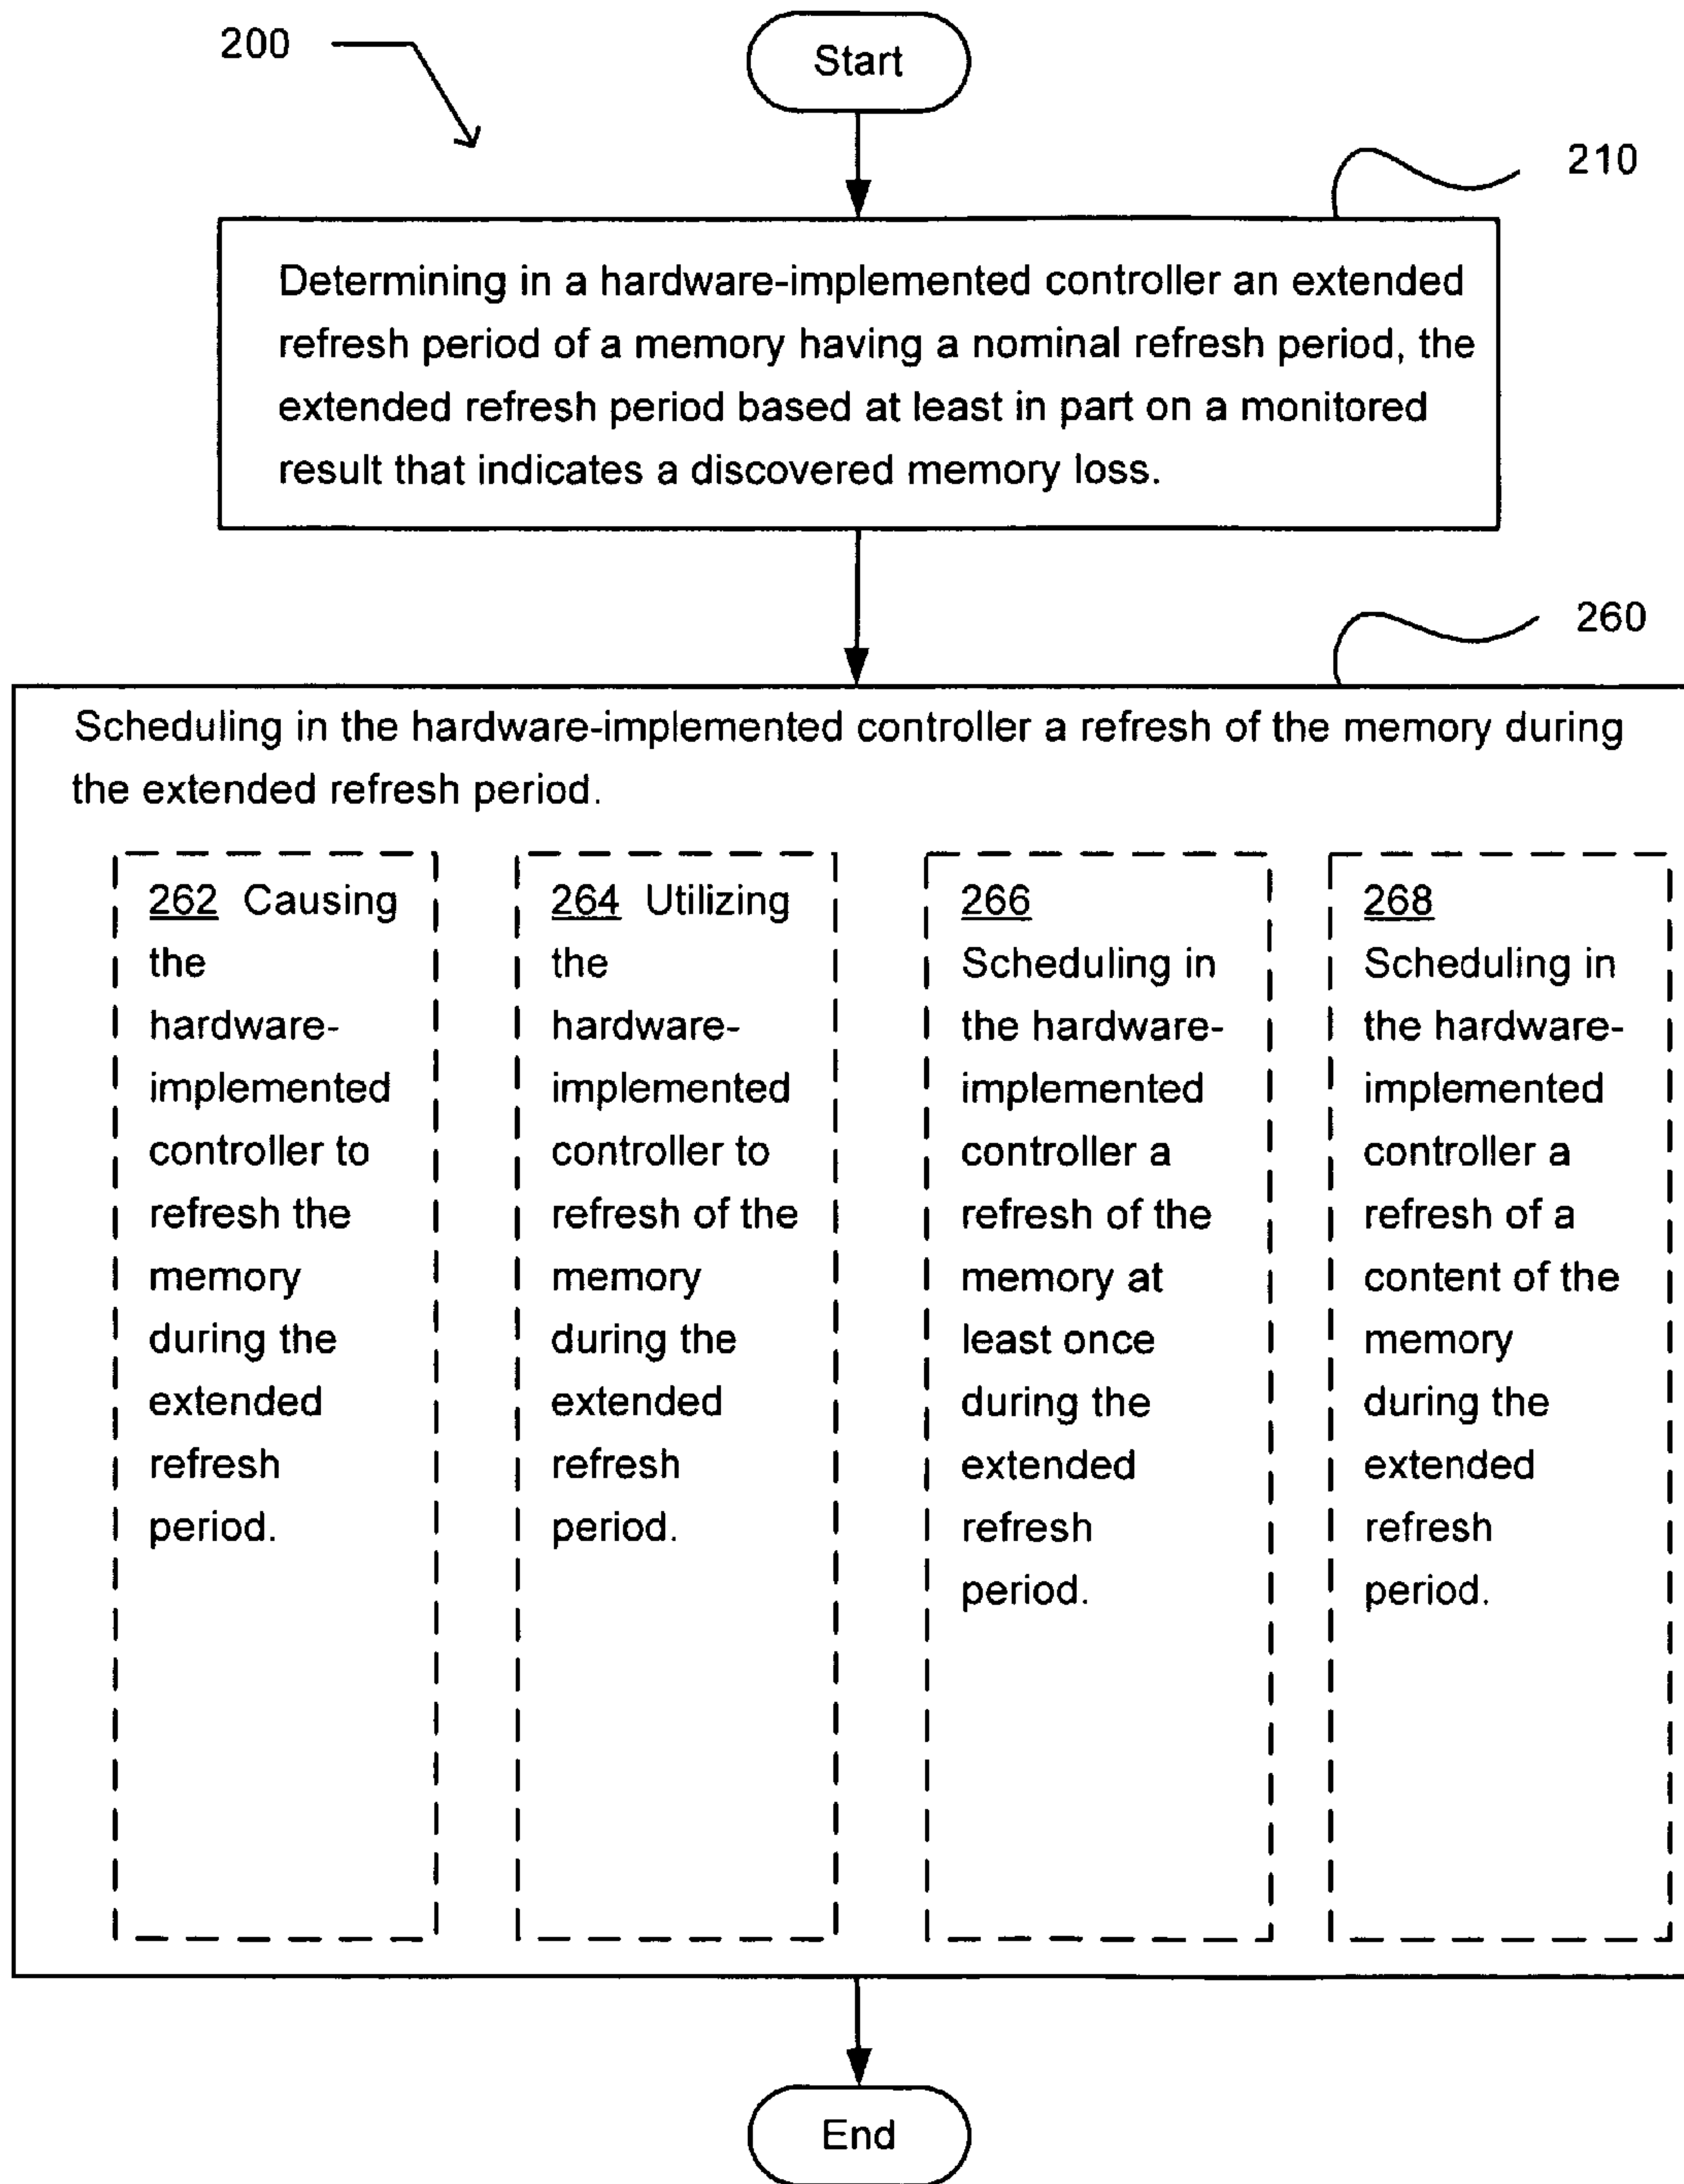 200
Start
210
Determining in a hardware-implemented controller an extended
refresh period of a memory having a nominal refresh period, the
extended refresh period based at least in part on a monitored
result that indicates a discovered memory loss.
260
Scheduling in the hardware-implemented controller a refresh of the memory during
the extended refresh period.
262 Causing
the
hardware-
implemented
controller to
refresh the
memory
during the
extended
refresh
period.
264 Utilizing
the
hardware-
implemented
controller to
refresh of the
memory
during the
extended
refresh
period.
266
Scheduling in
the hardware-
implemented
controller a
refresh of the
memory at
least once
during the
extended
refresh
period.
268
Scheduling in
the hardware-
implemented
controller a
refresh of a
content of the
memory
during the
extended
refresh
period.
End